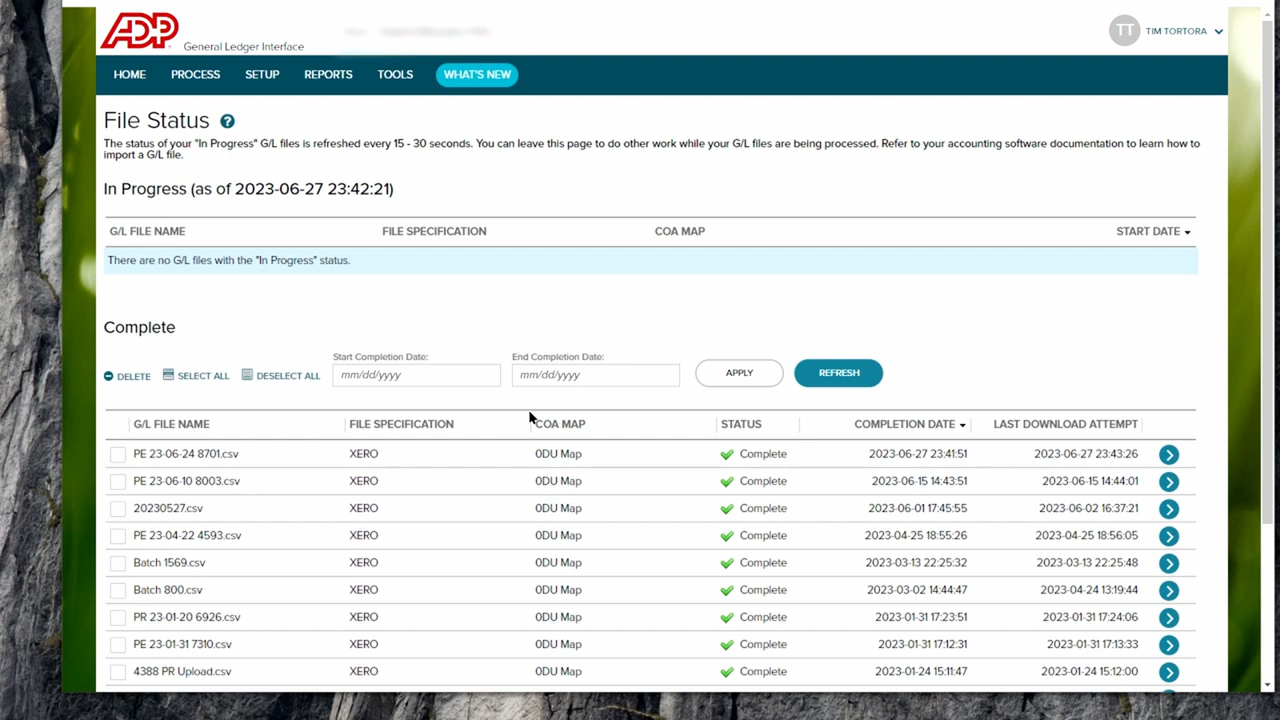 ADP
General Ledger Interface
TT TIM TORTORA
HOME PROCESS SETUP REPORTS TOOLS WHAT'S NEW
File Status ?
The status of your "In Progress" G/L files is refreshed every 15 - 30 seconds. You can leave this page to do other work while your G/L files are being processed. Refer to your accounting software documentation to learn how to
import a G/L file.
In Progress (as of 2023-06-27 23:42:21)
G/L FILE NAME FILE SPECIFICATION COA MAP START DATE
There are no G/L files with the "In Progress" status.
Complete
Start Completion Date: End Completion Date:
DELETE SELECT ALL DESELECT ALL mm/dd/yyyy mm/dd/yyyy APPLY REFRESH
G/L FILE NAME FILE SPECIFICATION COA MAP STATUS COMPLETION DATE LAST DOWNLOAD ATTEMPT
PE 23-06-24 8701.csv XERO 0DU Map Complete 2023-06-27 23:41:51 2023-06-27 23:43:26
PE 23-06-10 8003.csv XERO 0DU Map Complete 2023-06-15 14:43:51 2023-06-15 14:44:01
20230527.csv XERO 0DU Map Complete 2023-06-01 17:45:55 2023-06-02 16:37:21
PE 23-04-22 4593.csv XERO 0DU Map Complete 2023-04-25 18:55:26 2023-04-25 18:56:05
Batch 1569.csv XERO 0DU Map Complete 2023-03-13 22:25:32 2023-03-13 22:25:48
Batch 800.csv XERO 0DU Map Complete 2023-03-02 14:44:47 2023-04-24 13:19:44
PR 23-01-20 6926.csv XERO 0DU Map Complete 2023-01-31 17:23:51 2023-01-31 17:24:06
PE 23-01-31 7310.csv XERO 0DU Map Complete 2023-01-31 17:12:31 2023-01-31 17:13:33
4388 PR Upload.csv XERO 0DU Map Complete 2023-01-24 15:11:47 2023-01-24 15:12:00